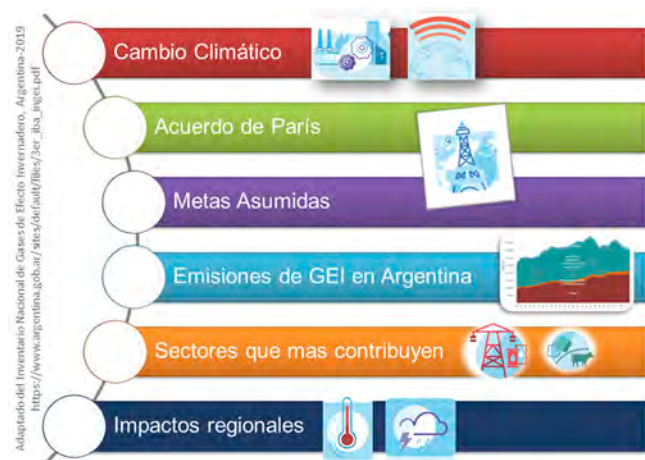 Adaptado del Inventario Nacional de Gases de Efecto Invernadero, Argentina-2019
https://www.argentina.gob.ar/sites/default/files/3er_iba_ingei.pdf
Cambio Climático
Acuerdo de París
Metas Asumidas
Emisiones de GEI en Argentina
Sectores que mas contribuyen
Impactos regionales